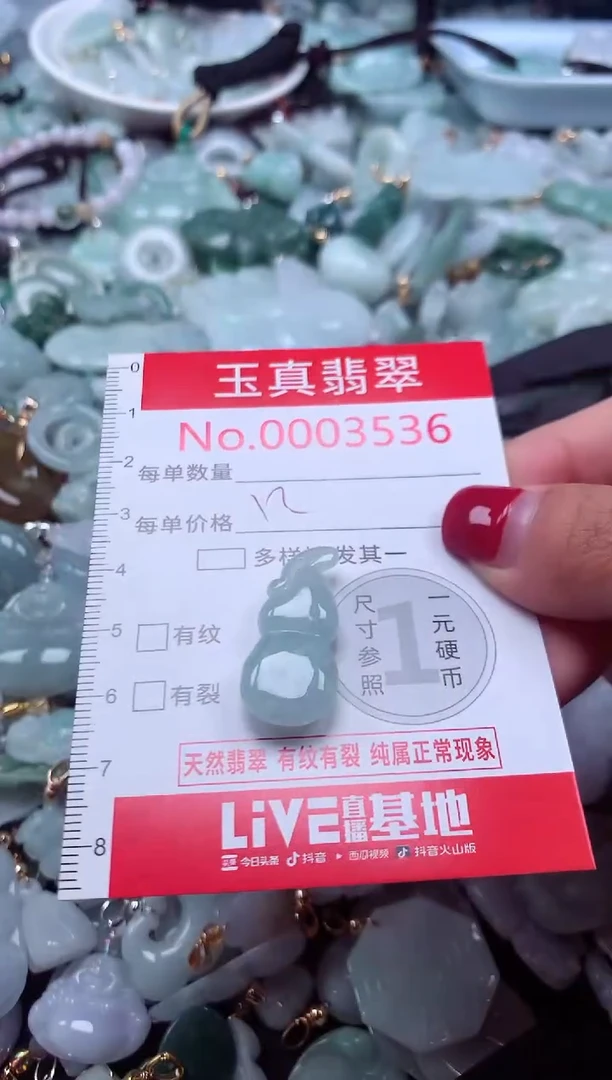 玉真翡翠
No.0003536
每单数量
每单价格
多样 发其一
有纹
有裂
尺寸参照
1
一元硬币
天然翡翠 有纹有裂 纯属正常现象
LiVE直播基地
今日头条 抖音 西瓜视频 抖音火山版
0
1
2
3
4
5
6
7
8